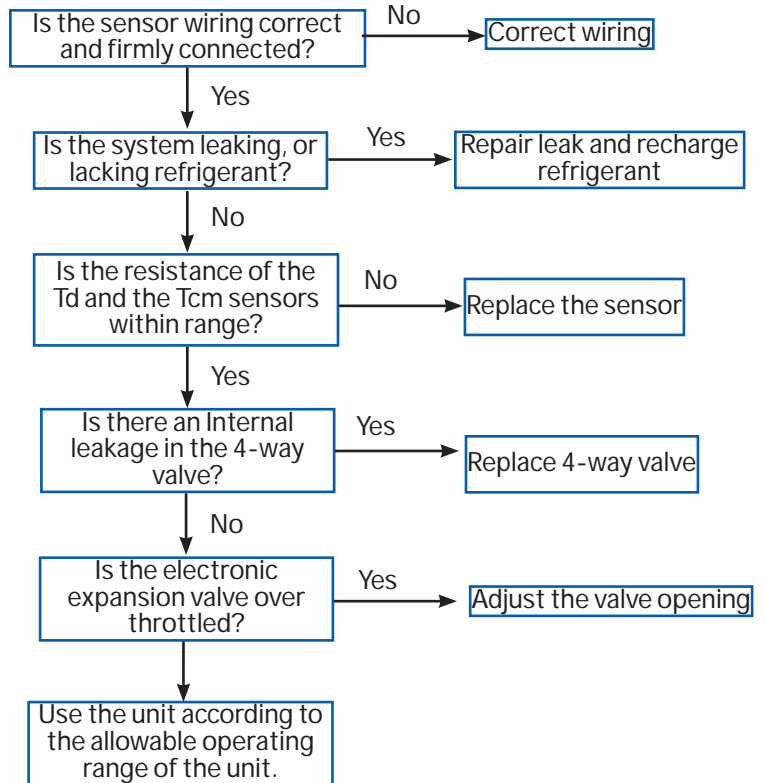 Is the sensor wiring correct
and firmly connected?
No
Correct wiring
Yes
Is the system leaking, or
lacking refrigerant?
Yes
Repair leak and recharge
refrigerant
No
Is the resistance of the
Td and the Tcm sensors
within range?
No
Replace the sensor
Yes
Is there an Internal
leakage in the 4-way
valve?
Yes
Replace 4-way valve
No
Is the electronic
expansion valve over
throttled?
Yes
Adjust the valve opening
Use the unit according to
the allowable operating
range of the unit.